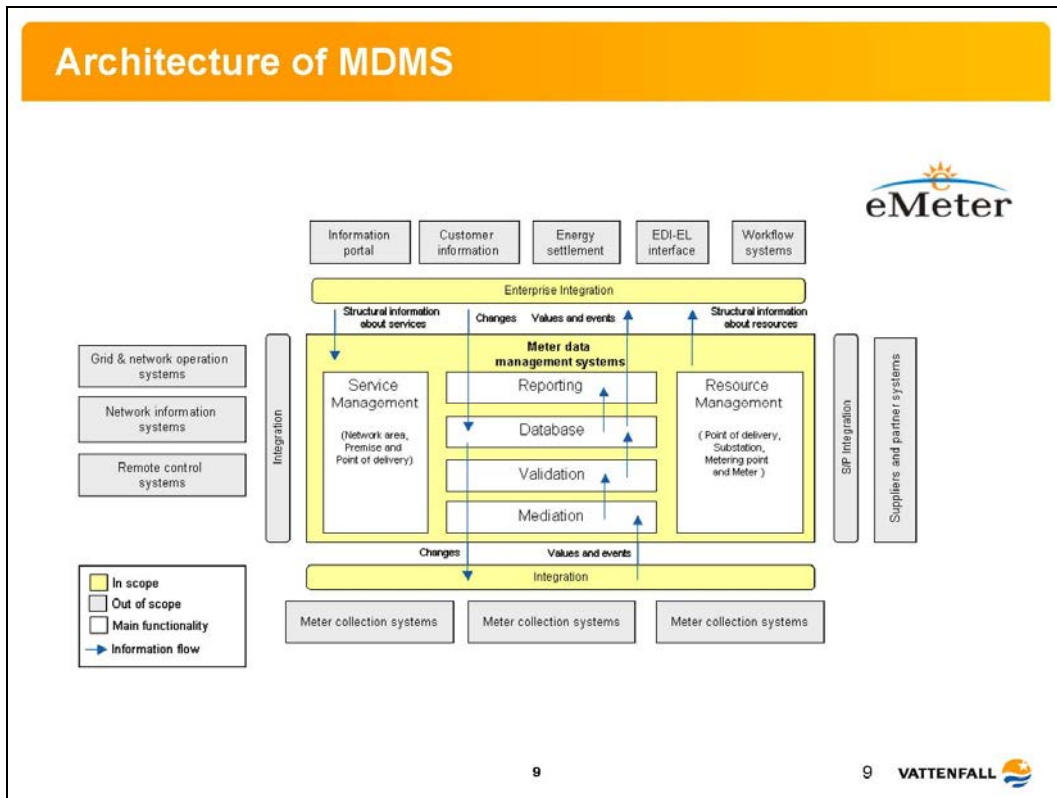 Architecture of MDMS
eMeter
Information
portal
Customer
information
Energy
settlement
EDI-EL
interface
Workflow
systems
Enterprise Integration
Structural information
about services
Changes
Values and events
Structural information
about resources
Grid & network operation
systems
Network information
systems
Remote control
systems
Integration
Meter data
management systems
Service
Management
(Network area,
Premise and
Point of delivery)
Reporting
Database
Validation
Mediation
Resource
Management
( Point of delivery,
Substation,
Metering point
and Meter )
S/P Integration
Suppliers and partner systems
Changes
Values and events
Integration
Meter collection systems
Meter collection systems
Meter collection systems
In scope
Out of scope
Main functionality
Information flow
9
9
VATTENFALL